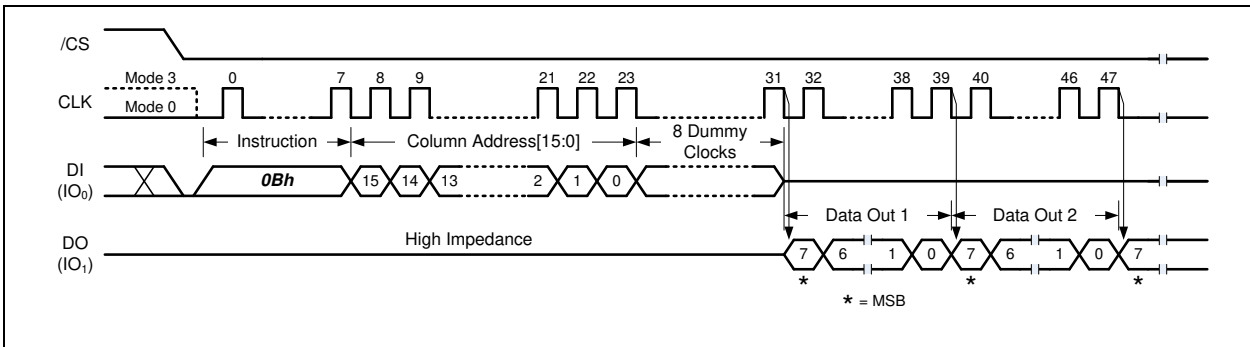 /CS
Mode 3 0 7 8 9 21 22 23 31 32 38 39 40 46 47
CLK
Mode 0
Instruction Column Address[15:0] 8 Dummy Clocks
DI
(IO0)
0Bh 15 14 13 2 1 0
Data Out 1 Data Out 2
DO
(IO1)
High Impedance
7 6 1 0 7 6 1 0 7
* * *
* = MSB